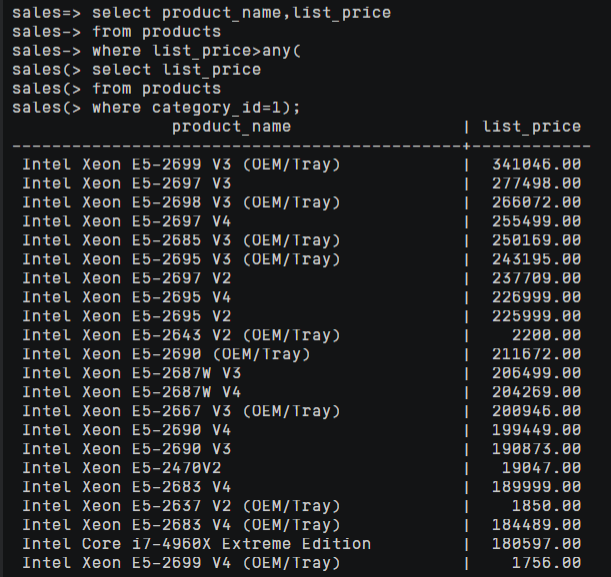 sales=> select product_name,list_price
sales-> from products
sales-> where list_price>any(
sales(> select list_price
sales(> from products
sales(> where category_id=1);
product_name | list_price
---------------------------------------------+------------
Intel Xeon E5-2699 V3 (OEM/Tray) | 341046.00
Intel Xeon E5-2697 V3 | 277498.00
Intel Xeon E5-2698 V3 (OEM/Tray) | 266072.00
Intel Xeon E5-2697 V4 | 255499.00
Intel Xeon E5-2685 V3 (OEM/Tray) | 250169.00
Intel Xeon E5-2695 V3 (OEM/Tray) | 243195.00
Intel Xeon E5-2697 V2 | 237709.00
Intel Xeon E5-2695 V4 | 226999.00
Intel Xeon E5-2695 V2 | 225999.00
Intel Xeon E5-2643 V2 (OEM/Tray) | 2200.00
Intel Xeon E5-2690 (OEM/Tray) | 211672.00
Intel Xeon E5-2687W V3 | 206499.00
Intel Xeon E5-2687W V4 | 204269.00
Intel Xeon E5-2667 V3 (OEM/Tray) | 200946.00
Intel Xeon E5-2690 V4 | 199449.00
Intel Xeon E5-2690 V3 | 190873.00
Intel Xeon E5-2470V2 | 19047.00
Intel Xeon E5-2683 V4 | 189999.00
Intel Xeon E5-2637 V2 (OEM/Tray) | 1850.00
Intel Xeon E5-2683 V4 (OEM/Tray) | 184489.00
Intel Core i7-4960X Extreme Edition | 180597.00
Intel Xeon E5-2699 V4 (OEM/Tray) | 1756.00